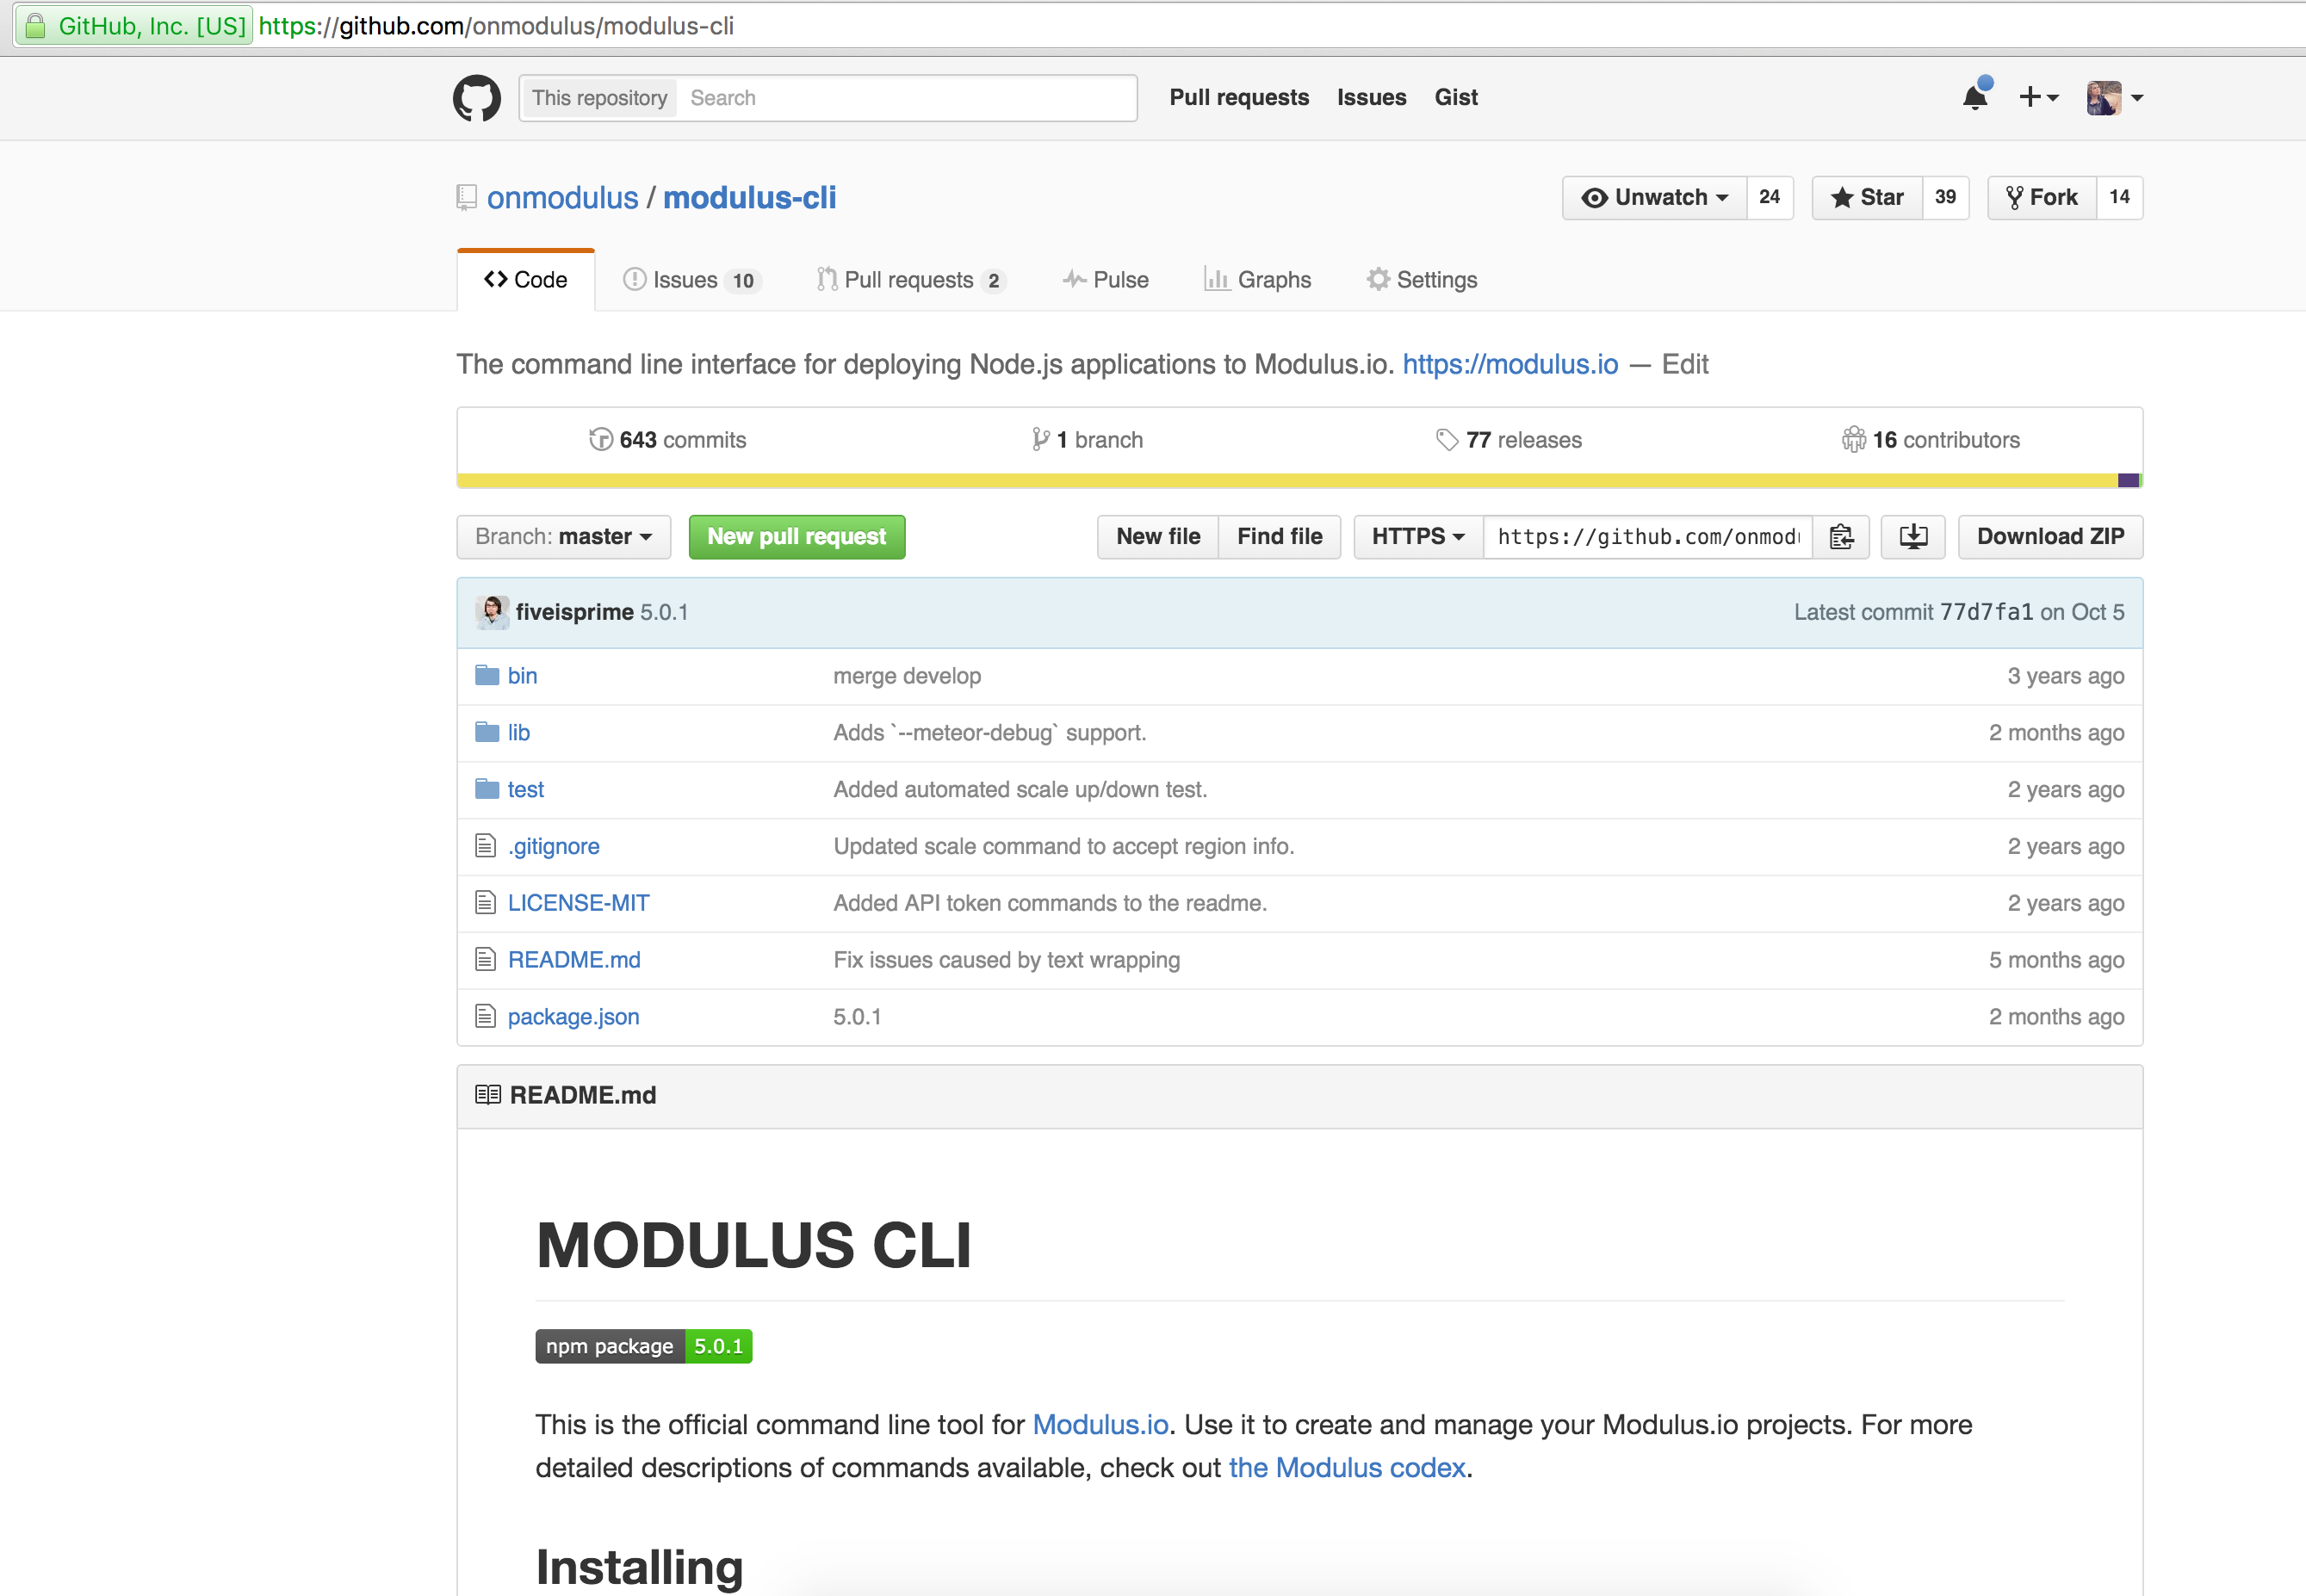 GitHub, Inc. [US] https://github.com/onmodulus/modulus-cli
This repository Search Pull requests Issues Gist
onmodulus / modulus-cli Unwatch 24 Star 39 Fork 14
Code Issues 10 Pull requests 2 Pulse Graphs Settings
The command line interface for deploying Node.js applications to Modulus.io. https://modulus.io — Edit
643 commits 1 branch 77 releases 16 contributors
Branch: master New pull request New file Find file HTTPS https://github.com/onmod Download ZIP
fiveisprime 5.0.1 Latest commit 77d7fa1 on Oct 5
bin merge develop 3 years ago
lib Adds `--meteor-debug` support. 2 months ago
test Added automated scale up/down test. 2 years ago
.gitignore Updated scale command to accept region info. 2 years ago
LICENSE-MIT Added API token commands to the readme. 2 years ago
README.md Fix issues caused by text wrapping 5 months ago
package.json 5.0.1 2 months ago
README.md
MODULUS CLI
npm package 5.0.1
This is the official command line tool for Modulus.io. Use it to create and manage your Modulus.io projects. For more
detailed descriptions of commands available, check out the Modulus codex.
Installing